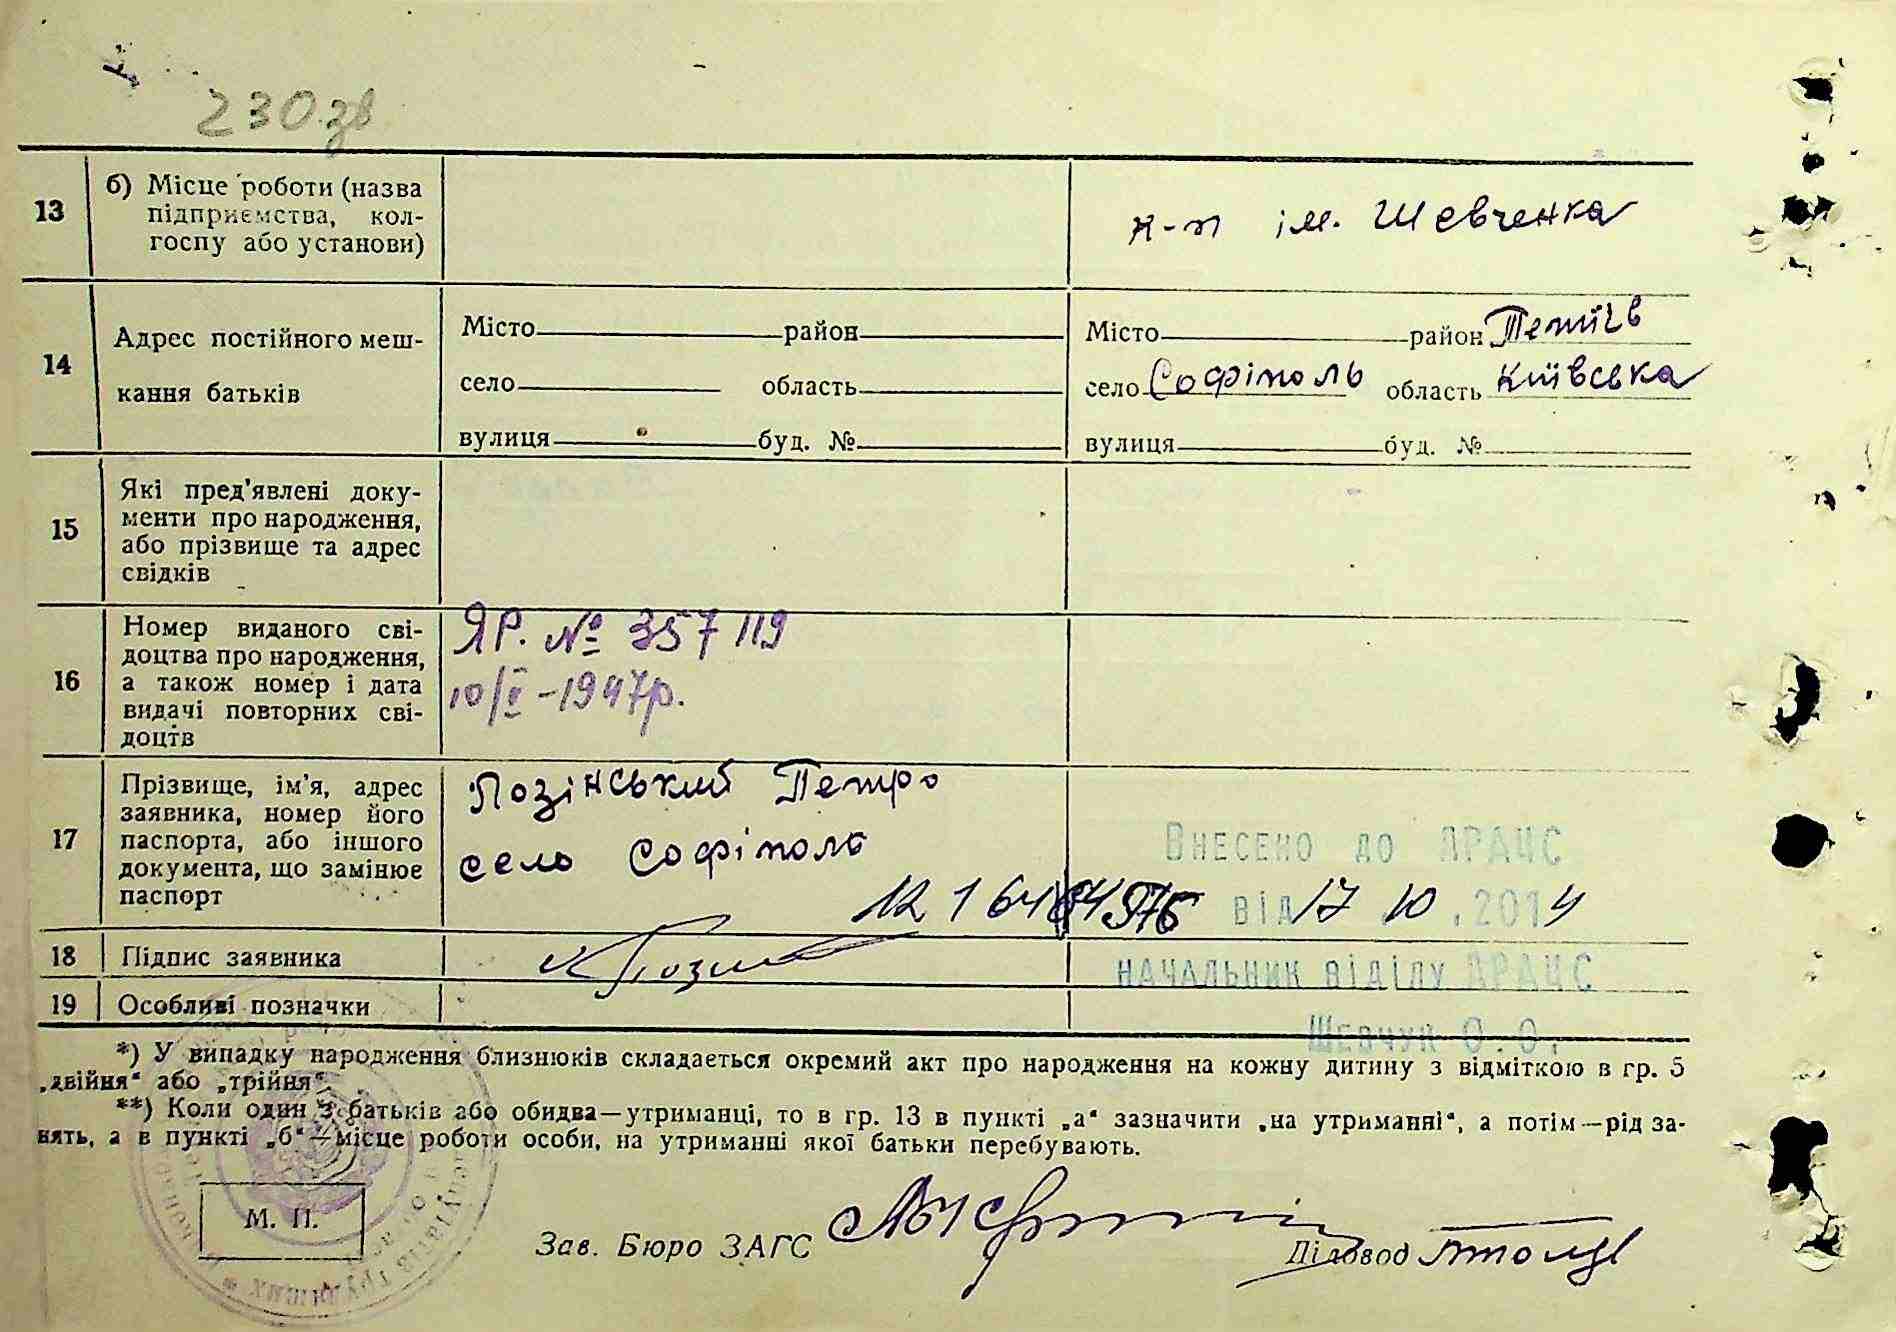 230 зв
13 б) Місце роботи (назва
підприємства, кол-
госпу або установи)
к-п ім. Шевченка
14 Адрес постійного меш-
кання батьків
Місто район
село область
вулиця буд. №
Місто район Тетіїв
село Софіполь область Київська
вулиця буд. №
15 Які пред'явлені доку-
менти про народження,
або прізвище та адрес
свідків
16 Номер виданого сві-
доцтва про народження,
а також номер і дата
видачі повторних сві-
доцтв
ЯР. № 357119
10/ -1947р.
17 Прізвище, ім'я, адрес
заявника, номер його
паспорта, або іншого
документа, що замінює
паспорт
Лозінський Петро
село Софіполь
Внесено до ДРАЦС
від 17 10 .2014
18 Підпис заявника
начальник відділу ДРАЦС
19 Особливі позначки
Шевчук О.О.
*) У випадку народження близнюків складається окремий акт про народження на кожну дитину з відміткою в гр. 5
„двійня“ або „трійня“.
**) Коли один з батьків або обидва—утриманці, то в гр. 13 в пункті „а“ зазначити „на утриманні“, а потім—рід за-
нять, а в пункті „б“—місце роботи особи, на утриманні якої батьки перебувають.
М. П.
Зав. Бюро ЗАГС
Діловод